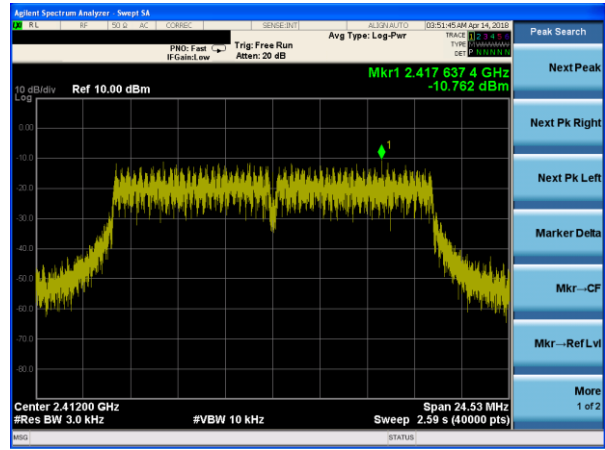 Agilent Spectrum Analyzer - Swept SA
RL RF 50 Ω AC CORREC SENSE:INT ALIGN AUTO 03:51:45 AM Apr 14, 2018
Avg Type: Log-Pwr TRACE 1 2 3 4 5 6
PNO: Fast Trig: Free Run TYPE M
IFGain:Low Atten: 20 dB DET P N N N N N
Mkr1 2.417 637 4 GHz
-10.762 dBm
10 dB/div Ref 10.00 dBm
Log
0.00
-10.0
-20.0
-30.0
-40.0
-50.0
-60.0
-70.0
-80.0
1
Center 2.41200 GHz Span 24.53 MHz
#Res BW 3.0 kHz #VBW 10 kHz Sweep 2.59 s (40000 pts)
MSG STATUS
Peak Search
Next Peak
Next Pk Right
Next Pk Left
Marker Delta
Mkr→CF
Mkr→Ref Lvl
More
1 of 2